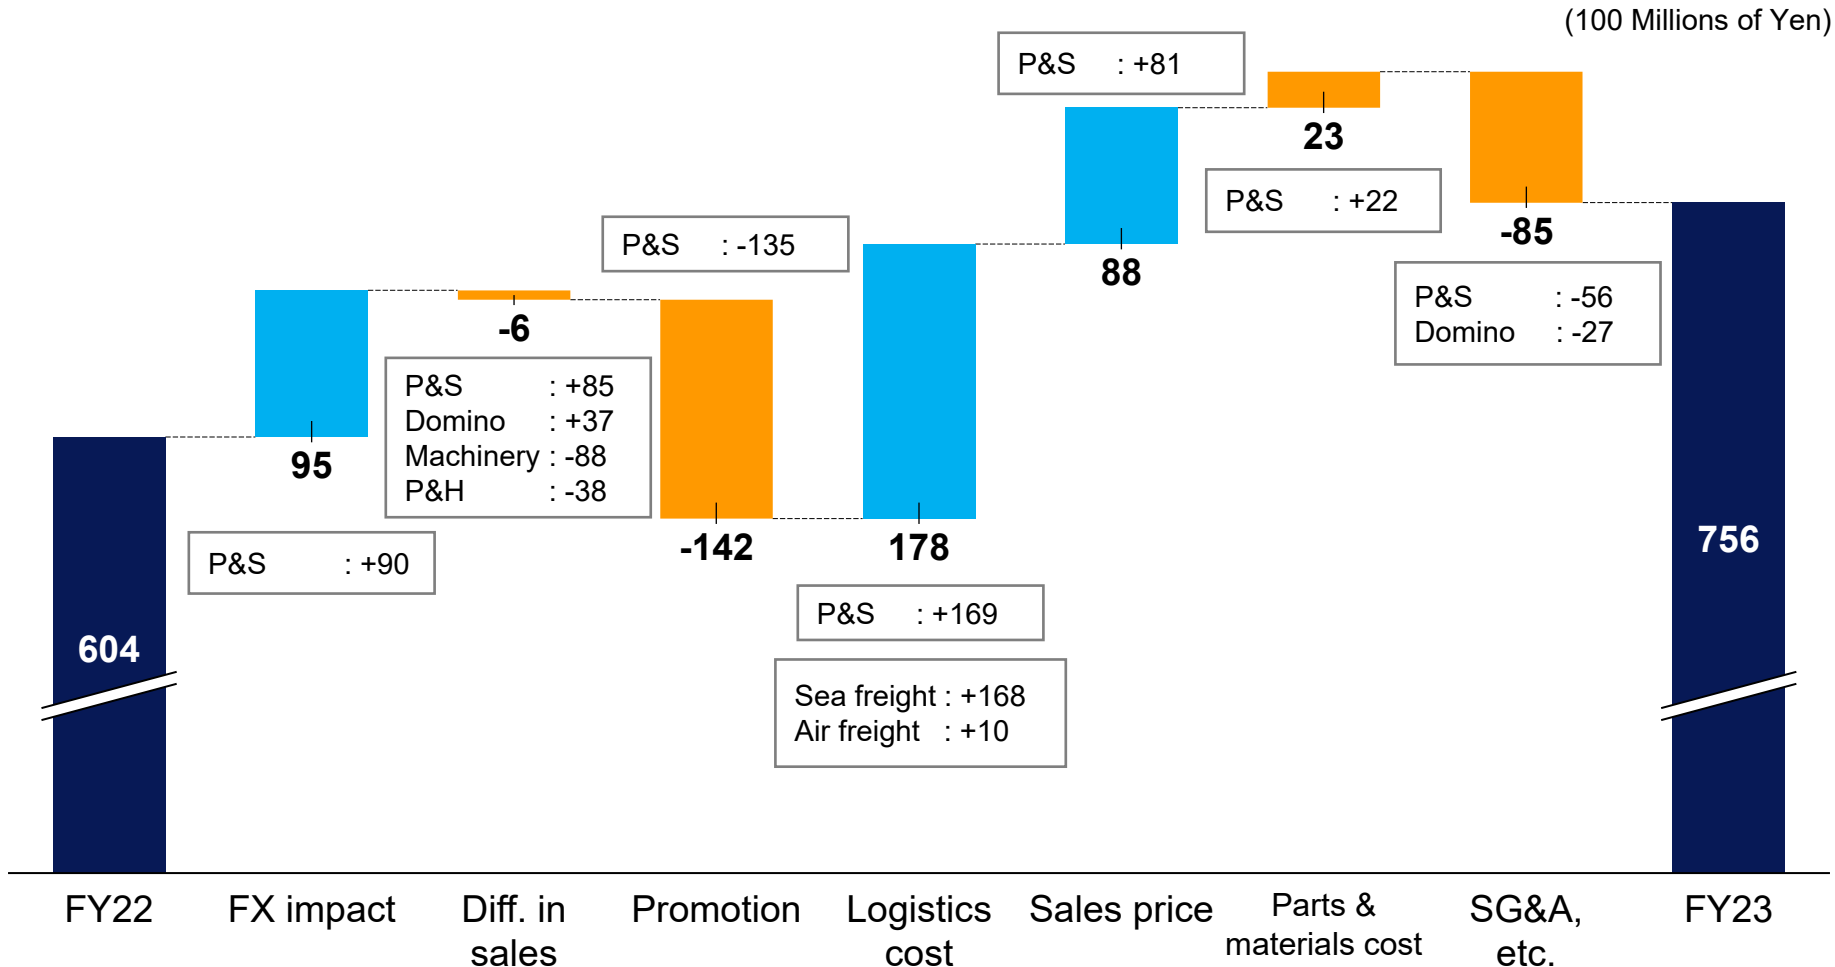 (100 Millions of Yen)
P&S : +81
23
P&S : +22
-85
P&S : -56
Domino : -27
P&S : -135
88
-6
P&S : +85
Domino : +37
Machinery : -88
P&H : -38
95
P&S : +90
-142
178
P&S : +169
Sea freight : +168
Air freight : +10
604
756
FY22
FX impact
Diff. in
sales
Promotion
Logistics
cost
Sales price
Parts &
materials cost
SG&A,
etc.
FY23